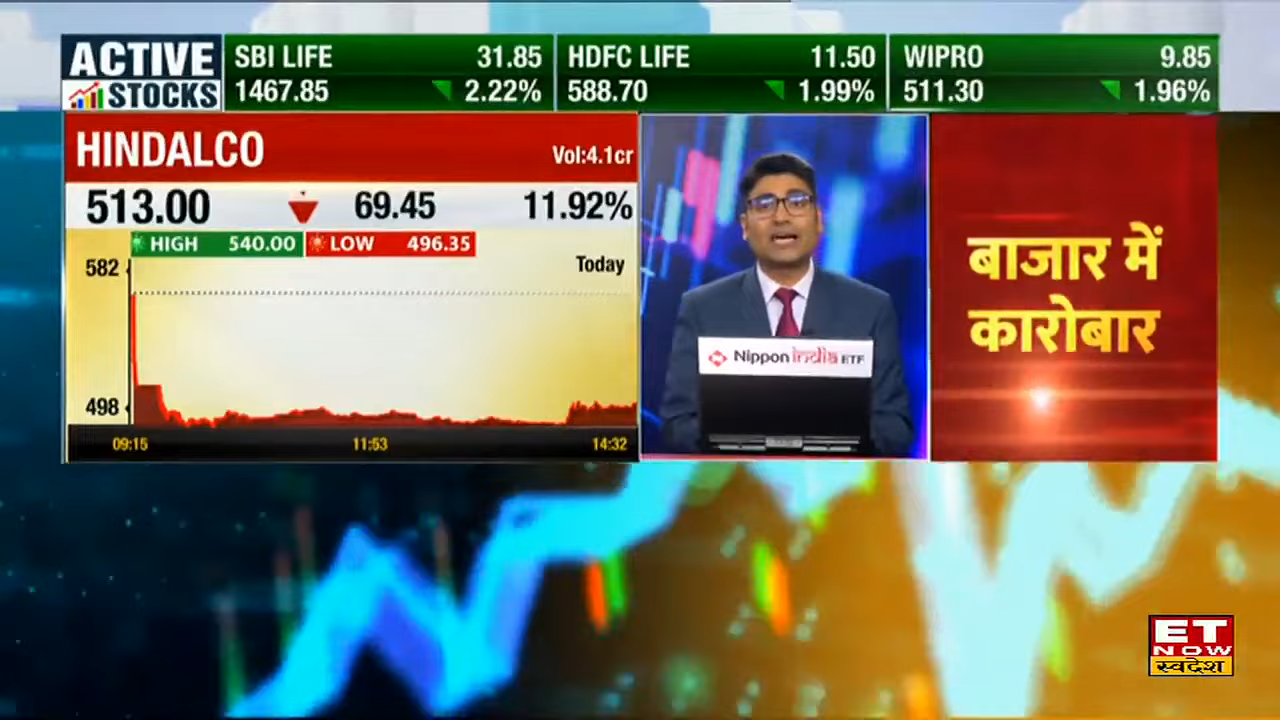 ACTIVE
STOCKS
SBI LIFE 31.85
1467.85 2.22%
HDFC LIFE 11.50
588.70 1.99%
WIPRO 9.85
511.30 1.96%
HINDALCO Vol:4.1cr
513.00 69.45 11.92%
HIGH 540.00 LOW 496.35
Today
582
498
09:15 11:53 14:32
Nippon india ETF
बाजार में
कारोबार
ET
NOW
स्वदेश